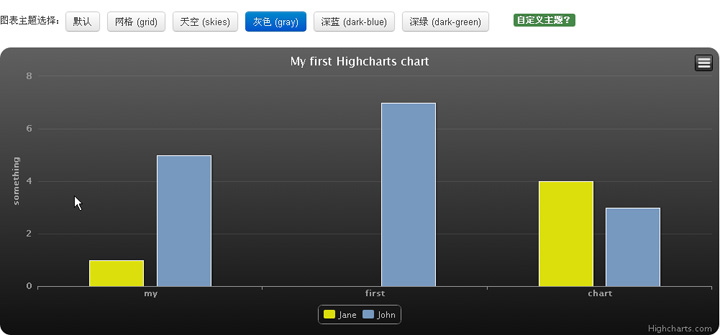 图表主题选择： 默认 网格 (grid) 天空 (skies) 灰色 (gray) 深蓝 (dark-blue) 深绿 (dark-green) 自定义主题？
My first Highcharts chart
8
6
4
2
0
something
my first chart
Jane John
Highcharts.com